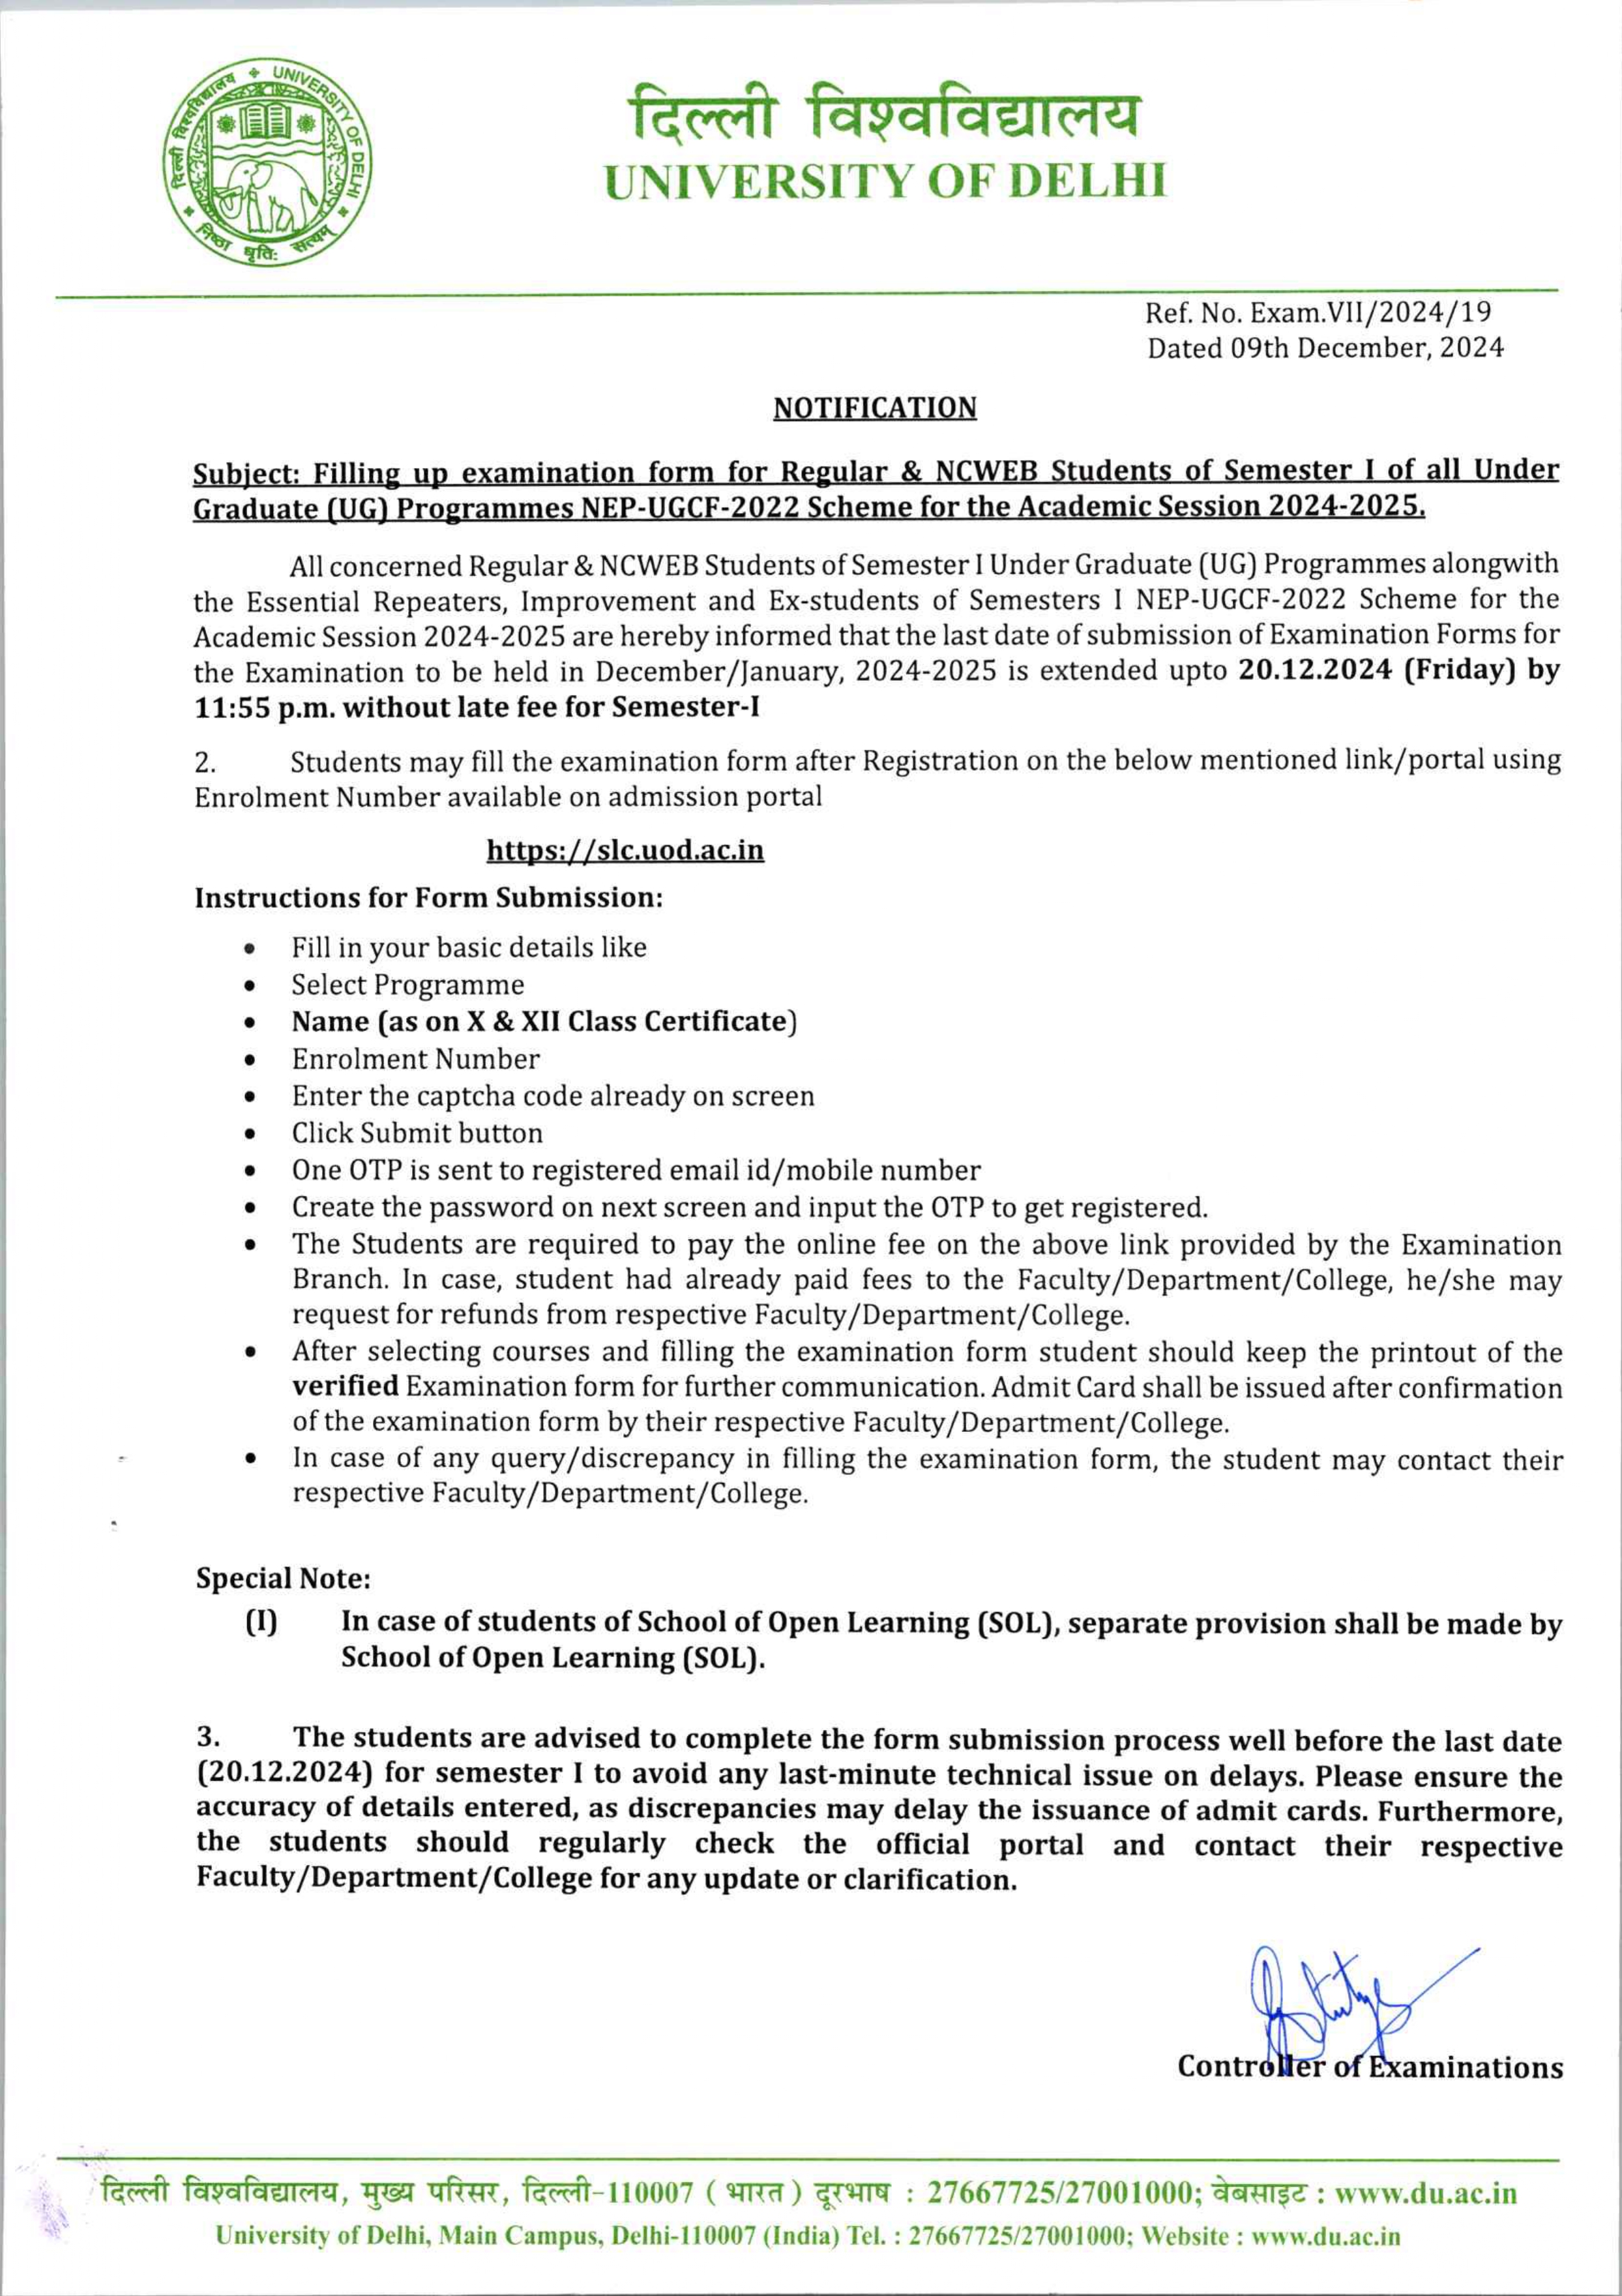 दिल्ली विश्वविद्यालय UNIVERSITY OF DELHI
निष्ठा धृति: सत्यम्
दिल्ली विश्वविद्यालय
UNIVERSITY OF DELHI
Ref. No. Exam.VII/2024/19
Dated 09th December, 2024
NOTIFICATION
Subject: Filling up examination form for Regular & NCWEB Students of Semester I of all Under
Graduate (UG) Programmes NEP-UGCF-2022 Scheme for the Academic Session 2024-2025.
All concerned Regular & NCWEB Students of Semester I Under Graduate (UG) Programmes alongwith
the Essential Repeaters, Improvement and Ex-students of Semesters I NEP-UGCF-2022 Scheme for the
Academic Session 2024-2025 are hereby informed that the last date of submission of Examination Forms for
the Examination to be held in December/January, 2024-2025 is extended upto 20.12.2024 (Friday) by
11:55 p.m. without late fee for Semester-I
2. Students may fill the examination form after Registration on the below mentioned link/portal using
Enrolment Number available on admission portal
https://slc.uod.ac.in
Instructions for Form Submission:
• Fill in your basic details like
• Select Programme
• Name (as on X & XII Class Certificate)
• Enrolment Number
• Enter the captcha code already on screen
• Click Submit button
• One OTP is sent to registered email id/mobile number
• Create the password on next screen and input the OTP to get registered.
• The Students are required to pay the online fee on the above link provided by the Examination
Branch. In case, student had already paid fees to the Faculty/Department/College, he/she may
request for refunds from respective Faculty/Department/College.
• After selecting courses and filling the examination form student should keep the printout of the
verified Examination form for further communication. Admit Card shall be issued after confirmation
of the examination form by their respective Faculty/Department/College.
• In case of any query/discrepancy in filling the examination form, the student may contact their
respective Faculty/Department/College.
Special Note:
(I) In case of students of School of Open Learning (SOL), separate provision shall be made by
School of Open Learning (SOL).
3. The students are advised to complete the form submission process well before the last date
(20.12.2024) for semester I to avoid any last-minute technical issue on delays. Please ensure the
accuracy of details entered, as discrepancies may delay the issuance of admit cards. Furthermore,
the students should regularly check the official portal and contact their respective
Faculty/Department/College for any update or clarification.
Controller of Examinations
दिल्ली विश्वविद्यालय, मुख्य परिसर, दिल्ली-110007 ( भारत ) दूरभाष : 27667725/27001000; वेबसाइट : www.du.ac.in
University of Delhi, Main Campus, Delhi-110007 (India) Tel. : 27667725/27001000; Website : www.du.ac.in